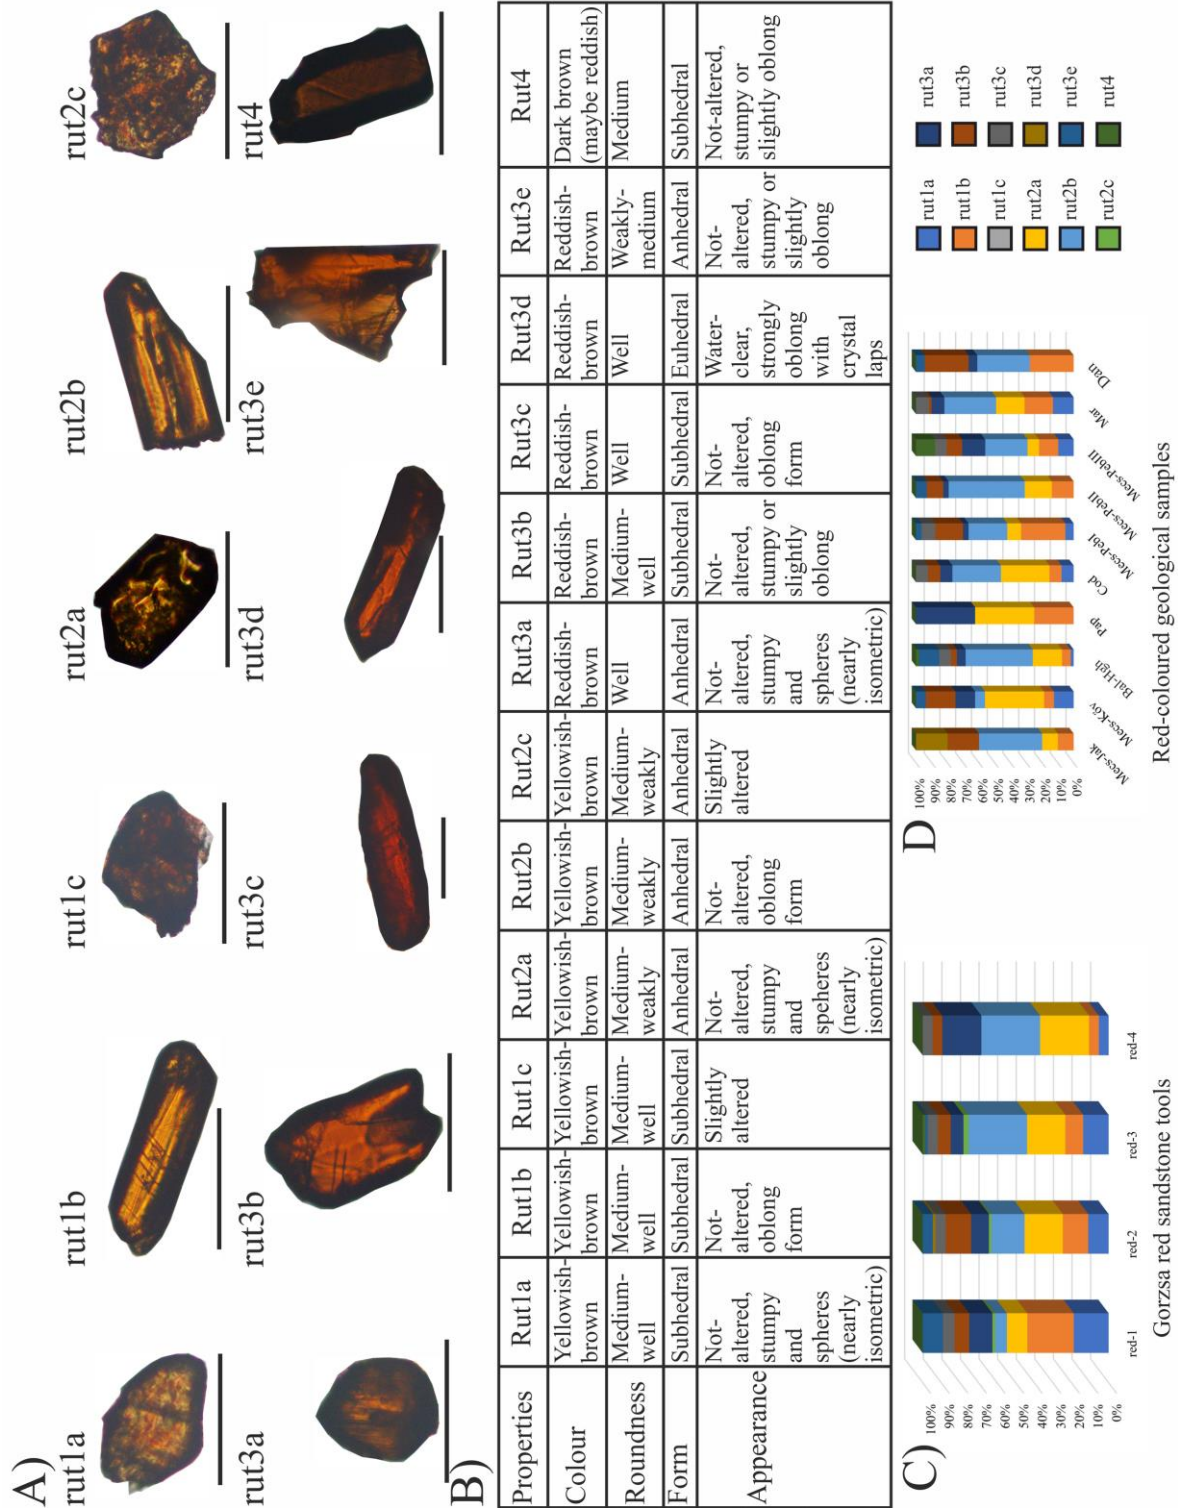 A)
rut1a rut1b rut1c rut2a rut2b rut2c
rut3a rut3b rut3c rut3d rut3e rut4
B)
Properties Rut1a Rut1b Rut1c Rut2a Rut2b Rut2c Rut3a Rut3b Rut3c Rut3d Rut3e Rut4
Colour Yellowish- Yellowish- Yellowish- Yellowish- Yellowish- Yellowish- Reddish- Reddish- Reddish- Reddish- Reddish- Dark brown
brown brown brown brown brown brown brown brown brown brown brown (maybe reddish)
Roundness Medium- Medium- Medium- Medium- Medium- Medium- Well Medium- Well Well Weakly- Medium
well well well weakly weakly weakly well medium
Form Subhedral Subhedral Subhedral Anhedral Anhedral Anhedral Anhedral Subhedral Subhedral Euhedral Anhedral Subhedral
Appearance Not- Not- Slightly Not- Not- Slightly Not- Not- Not- Water- Not- Not-altered,
altered, altered, altered altered, altered, altered altered, altered, altered, clear, altered, stumpy or
stumpy oblong stumpy oblong stumpy stumpy or oblong strongly stumpy or slightly oblong
and form and form and slightly form oblong slightly
spheres speheres spheres oblong with oblong
(nearly (nearly (nearly crystal
isometric) isometric) isometric) laps
C)
100%
90%
80%
70%
60%
50%
40%
30%
20%
10%
0%
red-1 red-2 red-3 red-4
Gorzsa red sandstone tools
D
100%
90%
80%
70%
60%
50%
40%
30%
20%
10%
0%
Mecs-Jak Mecs-Köv Bal-Hgh Pap Cod Mecs-PebI Mecs-PebII Mecs-PebIII Mar Dan
Red-coloured geological samples
rut1a rut3a
rut1b rut3b
rut1c rut3c
rut2a rut3d
rut2b rut3e
rut2c rut4